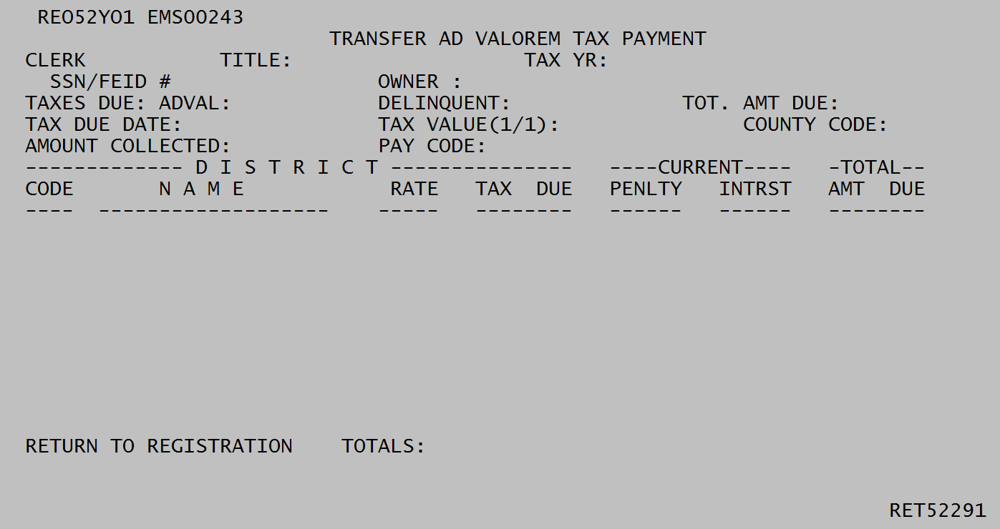 REO52YO1 EMS00243
TRANSFER AD VALOREM TAX PAYMENT
CLERK TITLE: TAX YR:
SSN/FEID # OWNER :
TAXES DUE: ADVAL: DELINQUENT: TOT. AMT DUE:
TAX DUE DATE: TAX VALUE(1/1): COUNTY CODE:
AMOUNT COLLECTED: PAY CODE:
------------- D I S T R I C T --------------- ----CURRENT---- -TOTAL--
CODE N A M E RATE TAX DUE PENLTY INTRST AMT DUE
---- ------------------- ----- -------- ------ ------ --------
RETURN TO REGISTRATION TOTALS:
RET52291